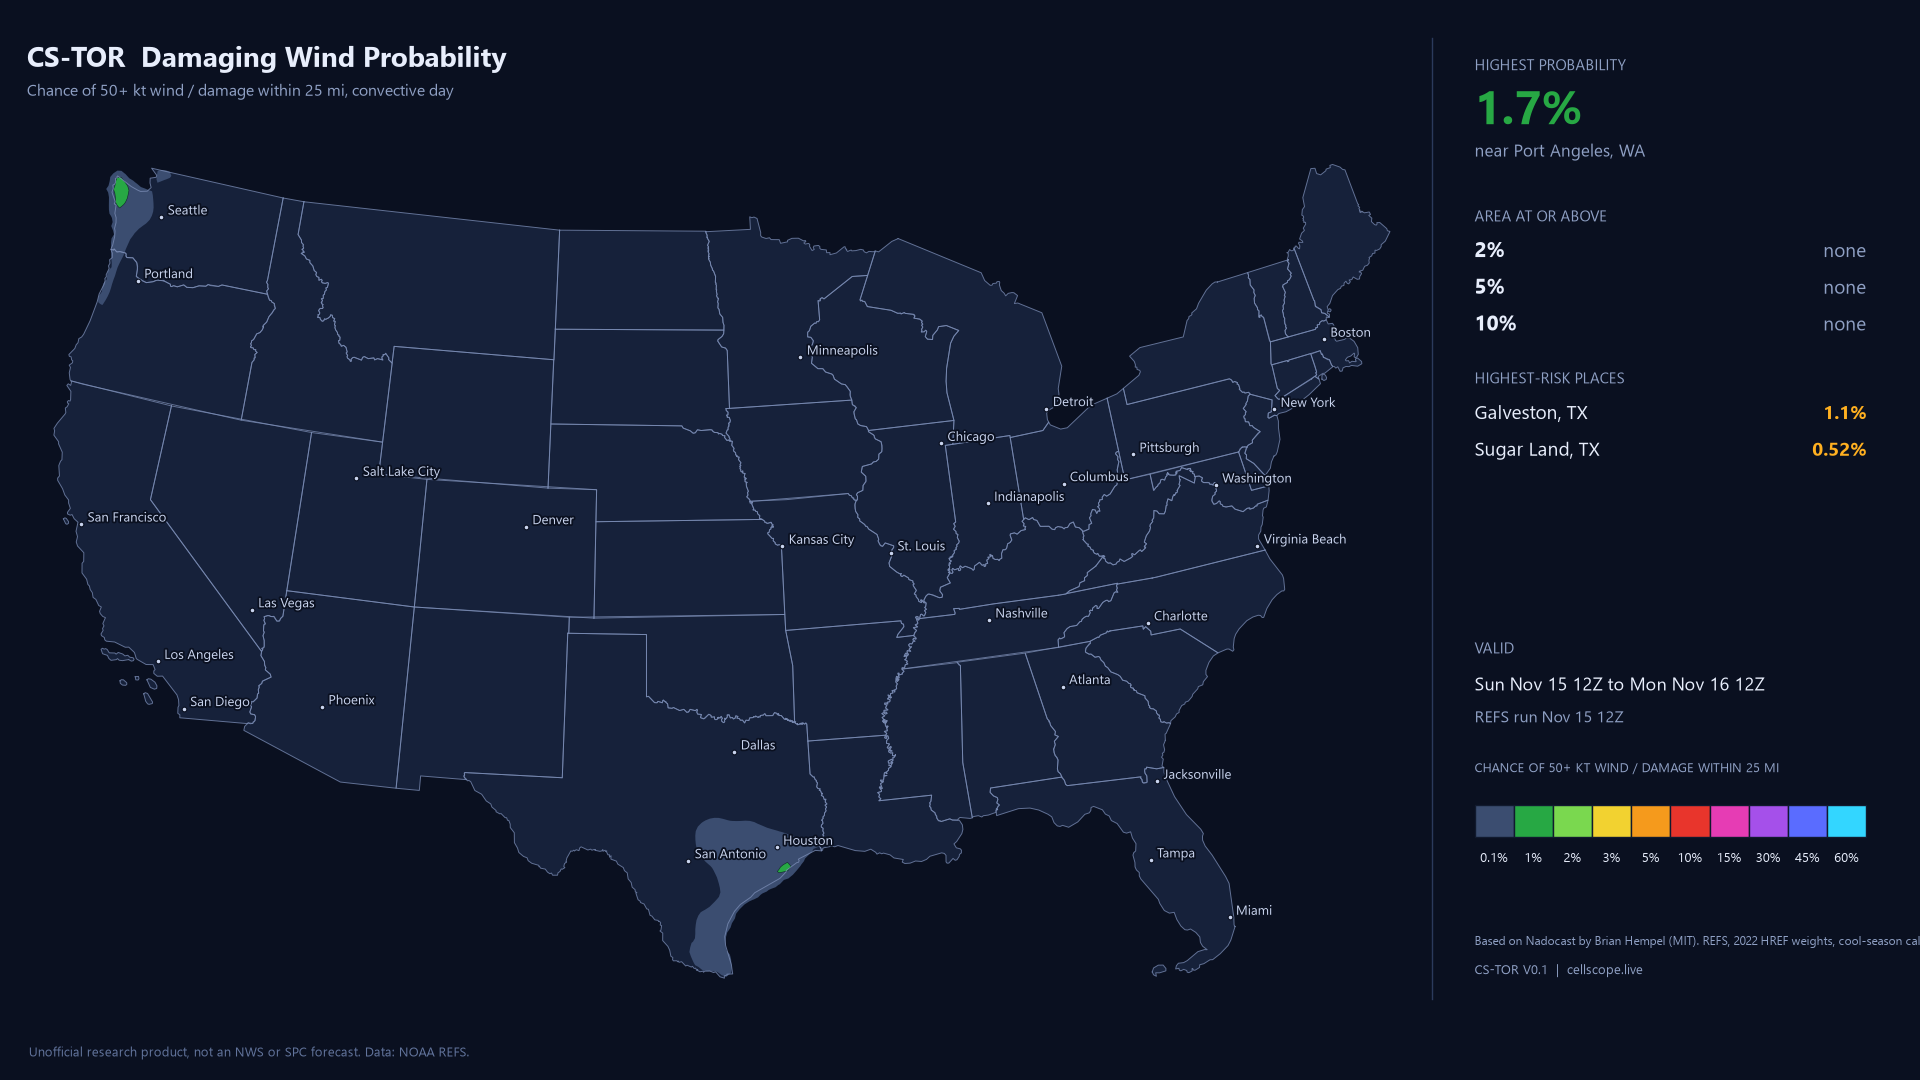 CS-TOR  Damaging Wind Probability
Chance of 50+ kt wind / damage within 25 mi, convective day
Seattle
Portland
Minneapolis
Boston
Detroit
New York
Chicago
Pittsburgh
Salt Lake City
Columbus
Washington
Indianapolis
San Francisco
Denver
Kansas City
St. Louis
Virginia Beach
Las Vegas
Nashville
Charlotte
Los Angeles
Atlanta
San Diego
Phoenix
Dallas
Jacksonville
Houston
San Antonio
Tampa
Miami
HIGHEST PROBABILITY
1.7%
near Port Angeles, WA
AREA AT OR ABOVE
2% none
5% none
10% none
HIGHEST-RISK PLACES
Galveston, TX 1.1%
Sugar Land, TX 0.52%
VALID
Sun Nov 15 12Z to Mon Nov 16 12Z
REFS run Nov 15 12Z
CHANCE OF 50+ KT WIND / DAMAGE WITHIN 25 MI
0.1% 1% 2% 3% 5% 10% 15% 30% 45% 60%
Based on Nadocast by Brian Hempel (MIT). REFS, 2022 HREF weights, cool-season cal
CS-TOR V0.1 | cellscope.live
Unofficial research product, not an NWS or SPC forecast. Data: NOAA REFS.